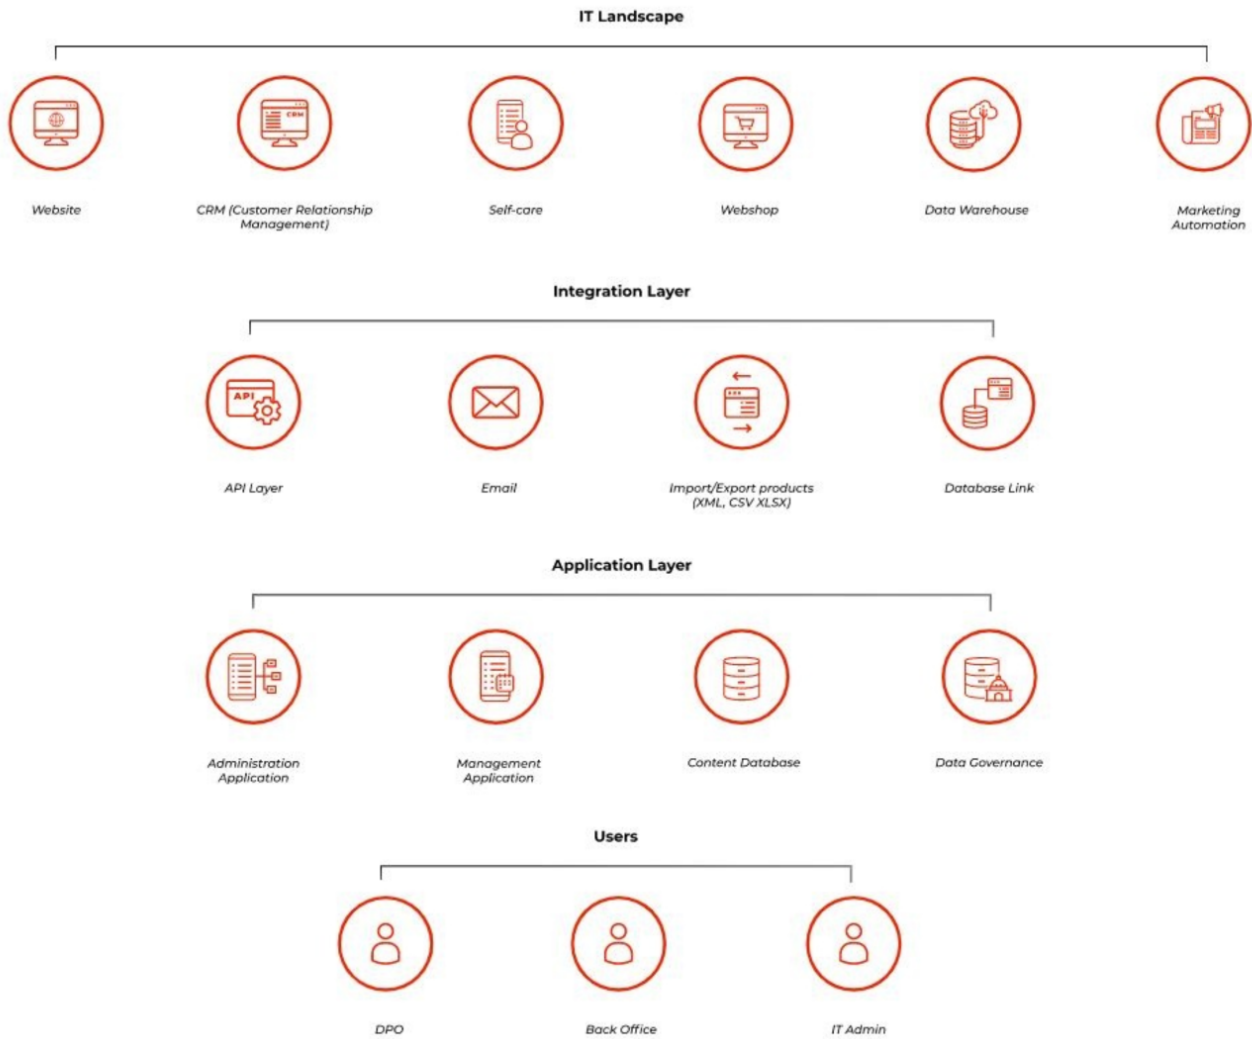 IT Landscape
CRM
Website
CRM (Customer Relationship
Management)
Self-care
Webshop
Data Warehouse
Marketing
Automation
Integration Layer
API
API Layer
Email
Import/Export products
(XML, CSV XLSX)
Database Link
Application Layer
Administration
Application
Management
Application
Content Database
Data Governance
Users
DPO
Back Office
IT Admin